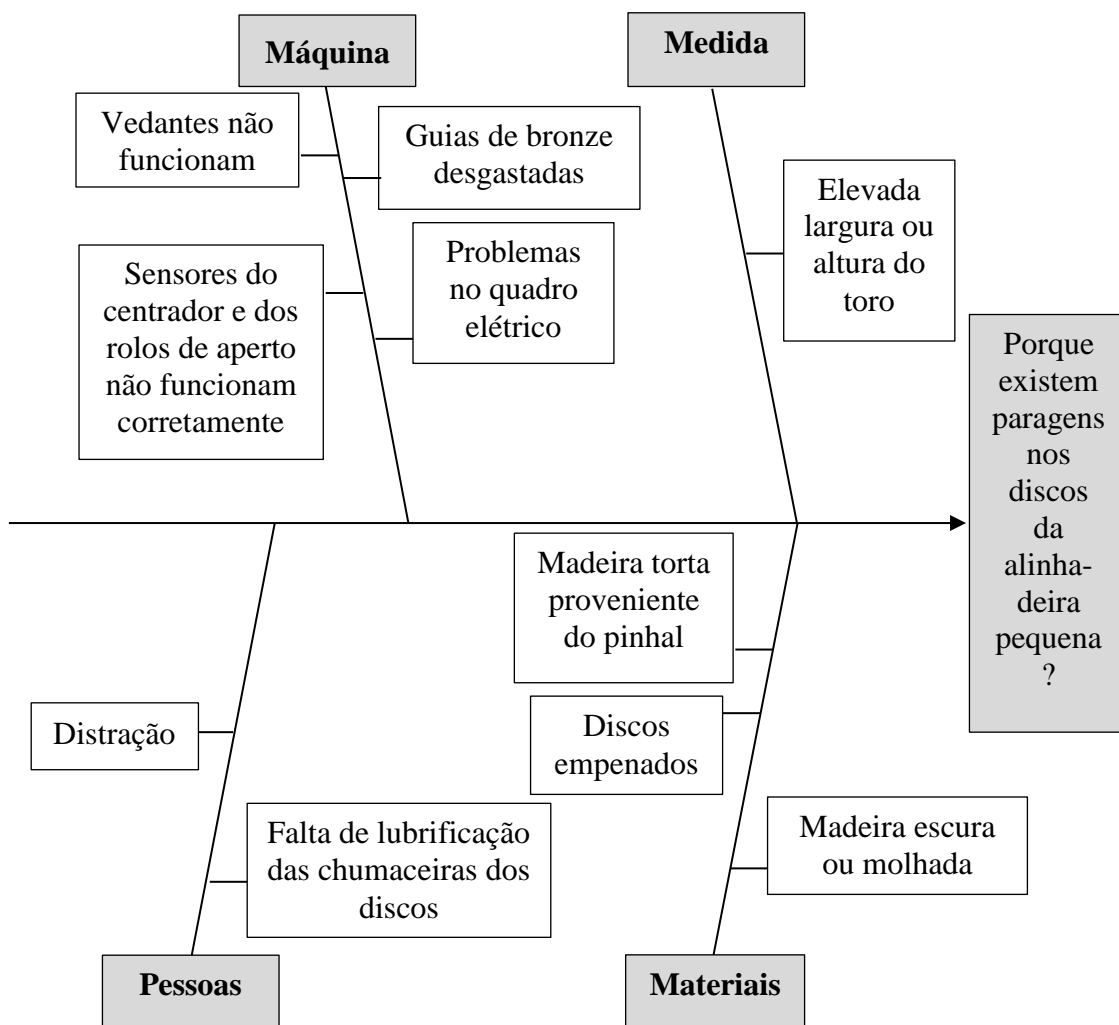 Máquina
Medida
Vedantes não
funcionam
Guias de bronze
desgastadas
Sensores do
centrador e dos
rolos de aperto
não funcionam
corretamente
Problemas
no quadro
elétrico
Elevada
largura ou
altura do
toro
Porque
existem
paragens
nos
discos
da
alinha-
deira
pequena
?
Madeira torta
proveniente
do pinhal
Distração
Discos
empenados
Falta de lubrificação
das chumaceiras dos
discos
Madeira escura
ou molhada
Pessoas
Materiais